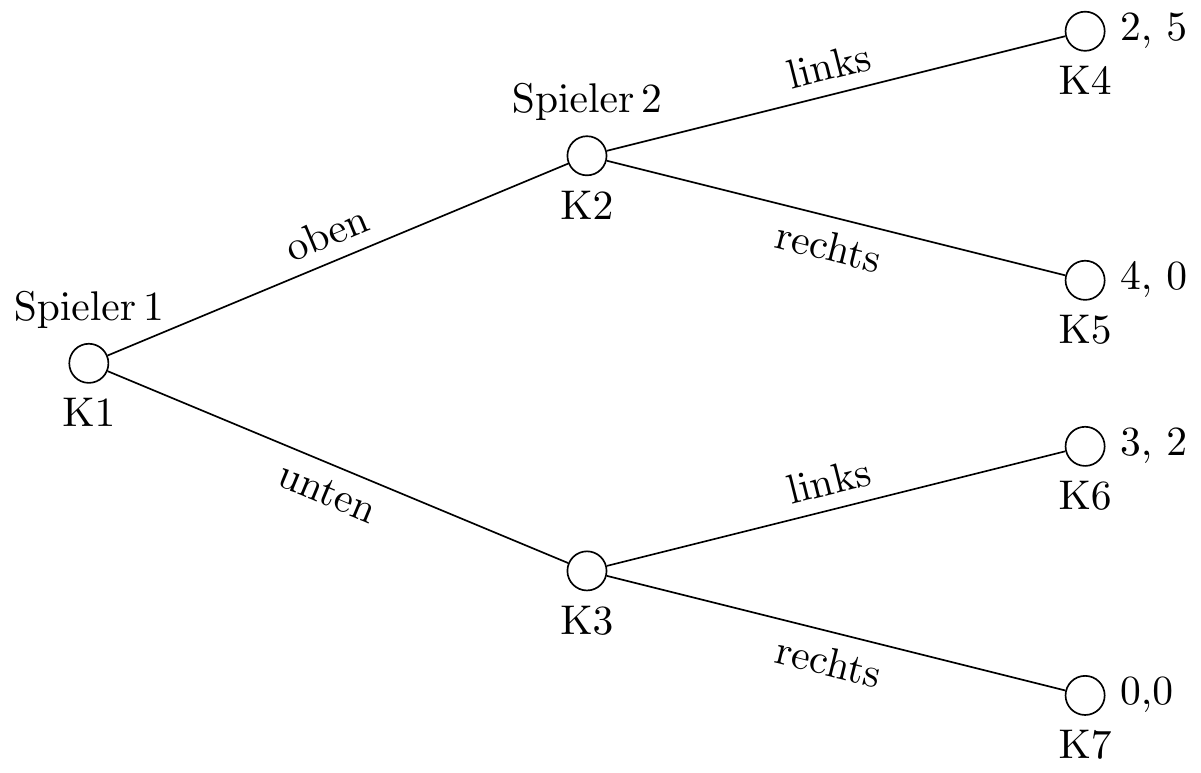 2, 5
links
K4
Spieler 2
K2
oben
rechts
4, 0
K5
Spieler 1
K1
unten
links
3, 2
K6
K3
rechts
0,0
K7